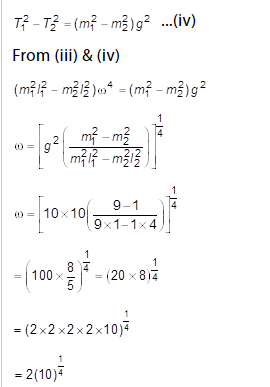 T₁² – T₂² = (m₁² – m₂²)g² ...(iv)
From (iii) & (iv)
(m₁²l₁² – m₂²l₂²)ω⁴ = (m₁² – m₂²)g²
ω = [g²((m₁² – m₂²)/(m₁²l₁² – m₂²l₂²))]^(1/4)
ω = [10×10((9–1)/(9×1–1×4))]^(1/4)
= (100 × 8/5)^(1/4) = (20 × 8)^(1/4)
= (2×2×2×2×10)^(1/4)
= 2(10)^(1/4)